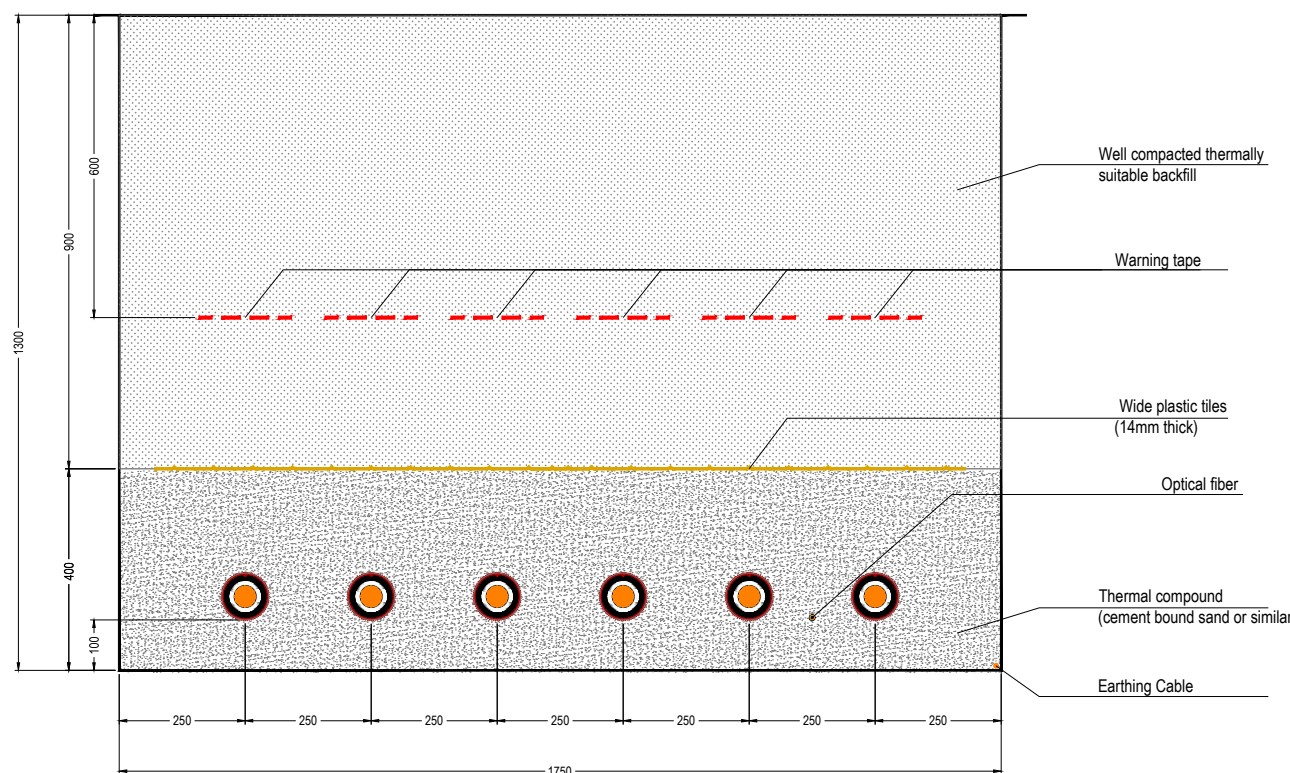 600
Well compacted thermally
suitable backfill
900
Warning tape
1300
Wide plastic tiles
(14mm thick)
Optical fiber
400
Thermal compound
(cement bound sand or similar
100
Earthing Cable
250 250 250 250 250 250 250
1750